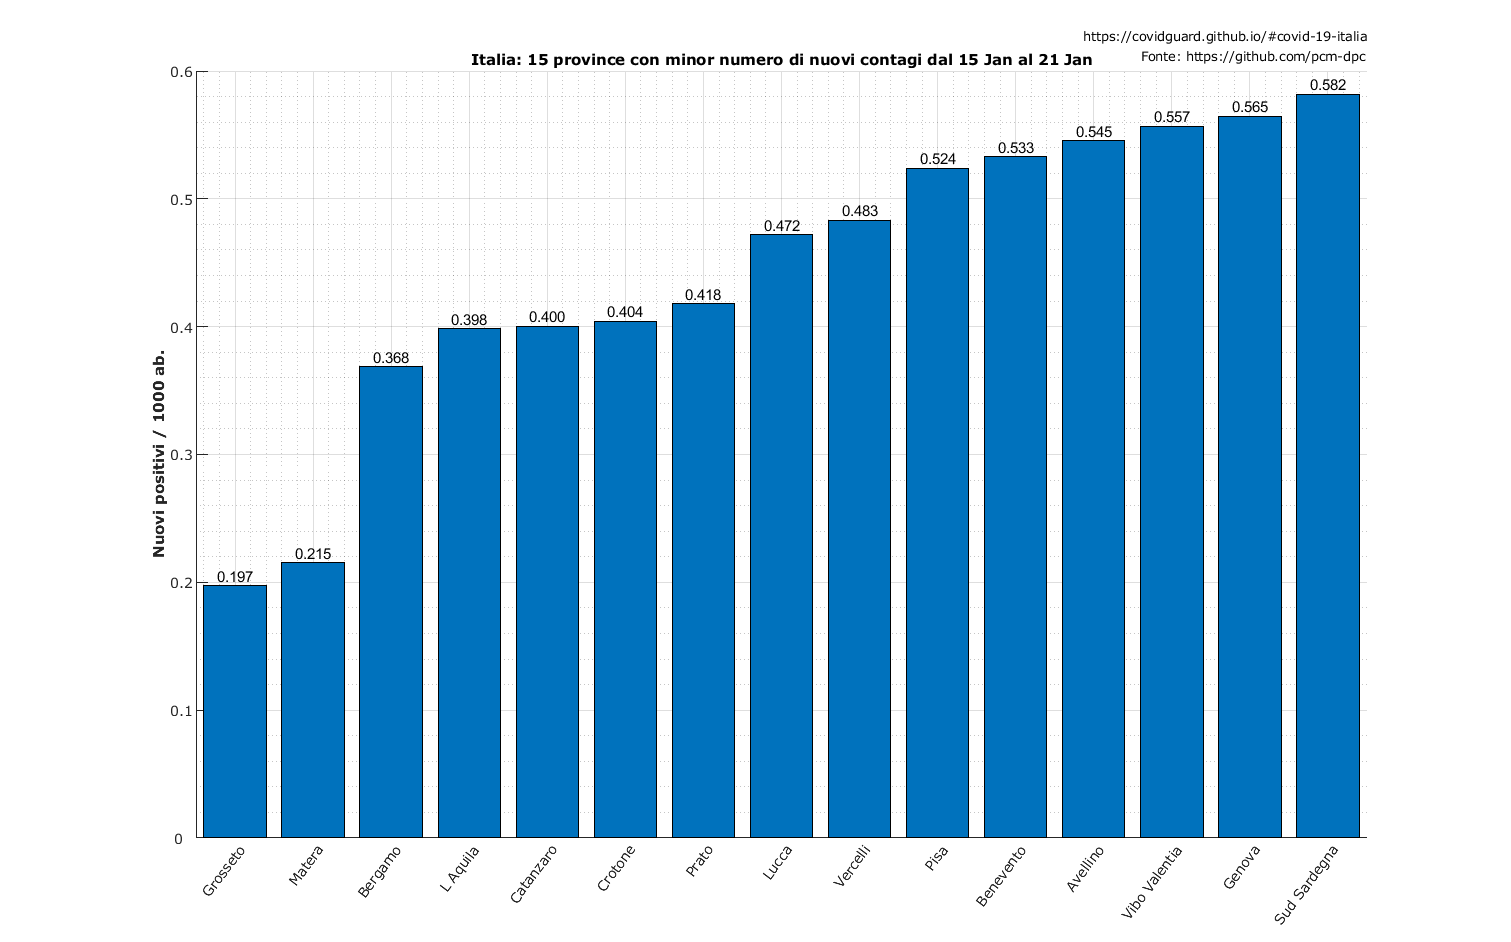 https://covidguard.github.io/#covid-19-italia
Fonte: https://github.com/pcm-dpc
Italia: 15 province con minor numero di nuovi contagi dal 15 Jan al 21 Jan
Nuovi positivi / 1000 ab.
0.6
0.5
0.4
0.3
0.2
0.1
0
0.197
0.215
0.368
0.398
0.400
0.404
0.418
0.472
0.483
0.524
0.533
0.545
0.557
0.565
0.582
Grosseto
Matera
Bergamo
L Aquila
Catanzaro
Crotone
Prato
Lucca
Vercelli
Pisa
Benevento
Avellino
Vibo Valentia
Genova
Sud Sardegna